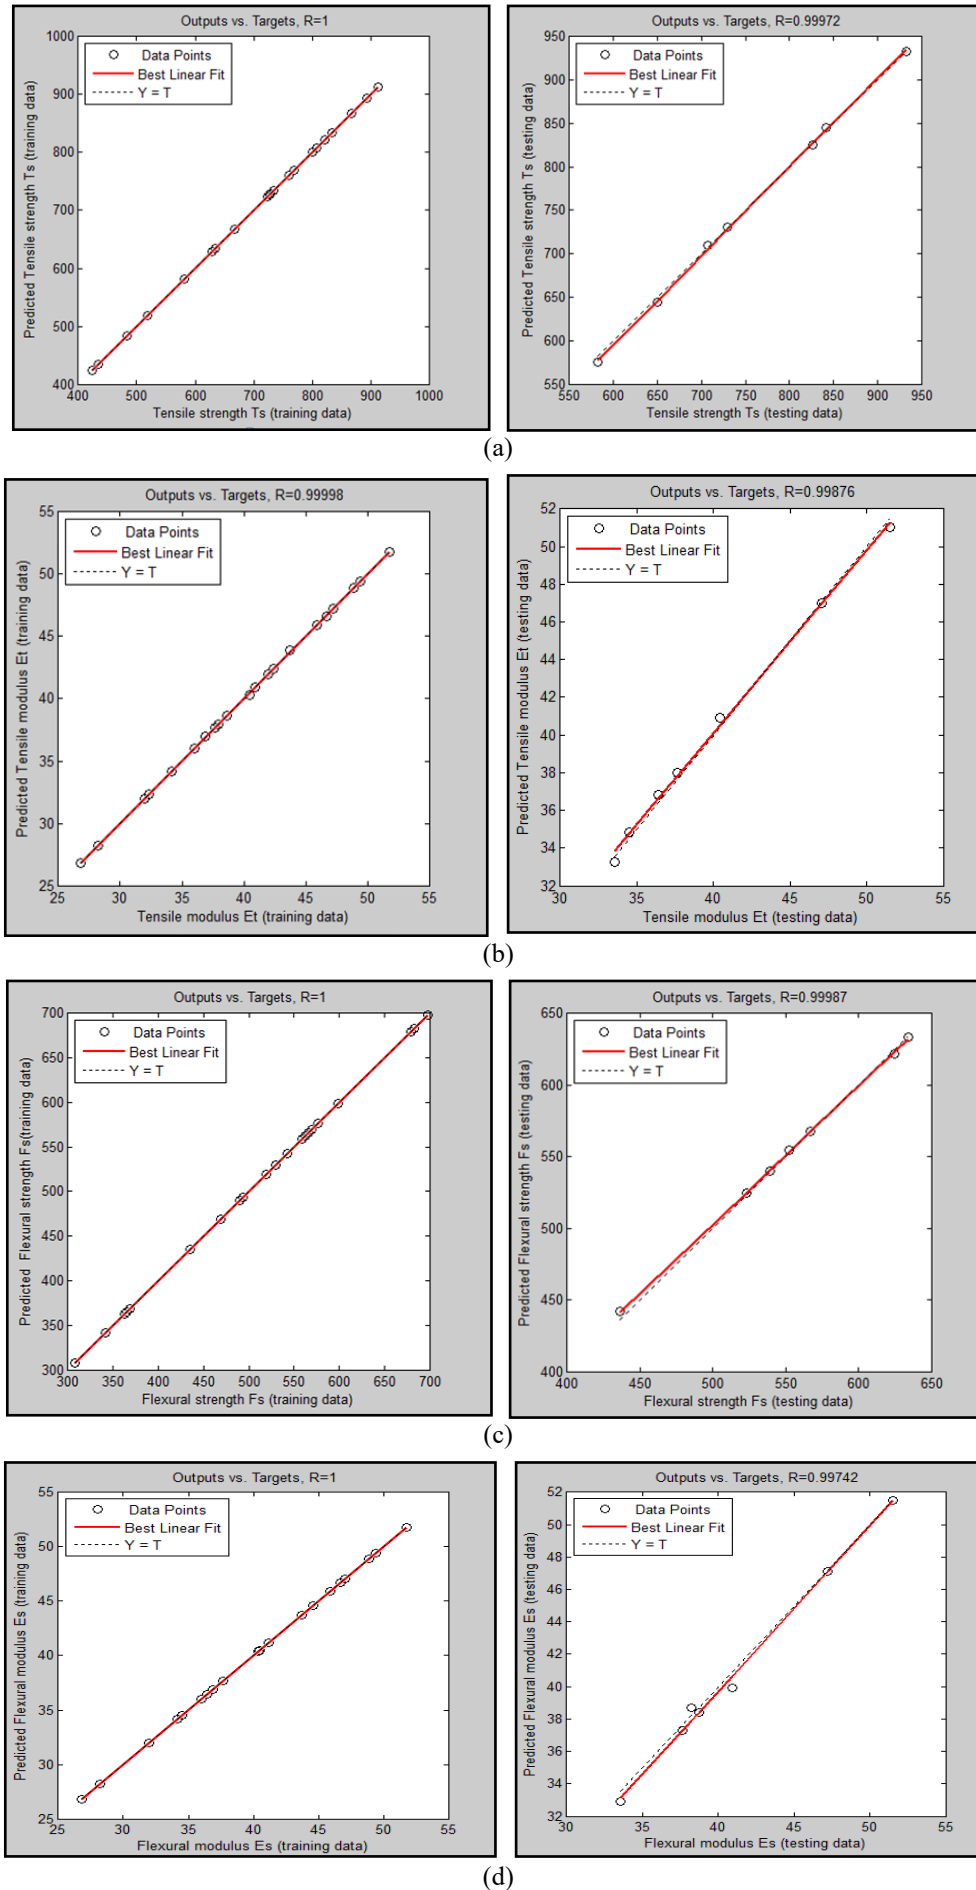 Outputs vs. Targets, R=1
Data Points
Best Linear Fit
Y = T
Predicted Tensile strength Ts (training data)
1000
900
800
700
600
500
400
400 500 600 700 800 900 1000
Tensile strength Ts (training data)
Outputs vs. Targets, R=0.99972
Data Points
Best Linear Fit
Y = T
Predicted Tensile strength Ts (testing data)
950
900
850
800
750
700
650
600
550
550 600 650 700 750 800 850 900 950
Tensile strength Ts (testing data)
(a)
Outputs vs. Targets, R=0.99998
Data Points
Best Linear Fit
Y = T
Predicted Tensile modulus Et (training data)
55
50
45
40
35
30
25
25 30 35 40 45 50 55
Tensile modulus Et (training data)
Outputs vs. Targets, R=0.99876
Data Points
Best Linear Fit
Y = T
Predicted Tensile modulus Et (testing data)
52
50
48
46
44
42
40
38
36
34
32
30 35 40 45 50 55
Tensile modulus Et (testing data)
(b)
Outputs vs. Targets, R=1
Data Points
Best Linear Fit
Y = T
Predicted Flexural strength Fs(training data)
700
650
600
550
500
450
400
350
300
300 350 400 450 500 550 600 650 700
Flexural strength Fs (training data)
Outputs vs. Targets, R=0.99987
Data Points
Best Linear Fit
Y = T
Predicted Flexural strength Fs (testing data)
650
600
550
500
450
400
400 450 500 550 600 650
Flexural strength Fs (testing data)
(c)
Outputs vs. Targets, R=1
Data Points
Best Linear Fit
Y = T
Predicted Flexural modulus Es (training data)
55
50
45
40
35
30
25
25 30 35 40 45 50 55
Flexural modulus Es (training data)
Outputs vs. Targets, R=0.99742
Data Points
Best Linear Fit
Y = T
Predicted Flexural modulus Es (testing data)
52
50
48
46
44
42
40
38
36
34
32
30 35 40 45 50 55
Flexural modulus Es (testing data)
(d)